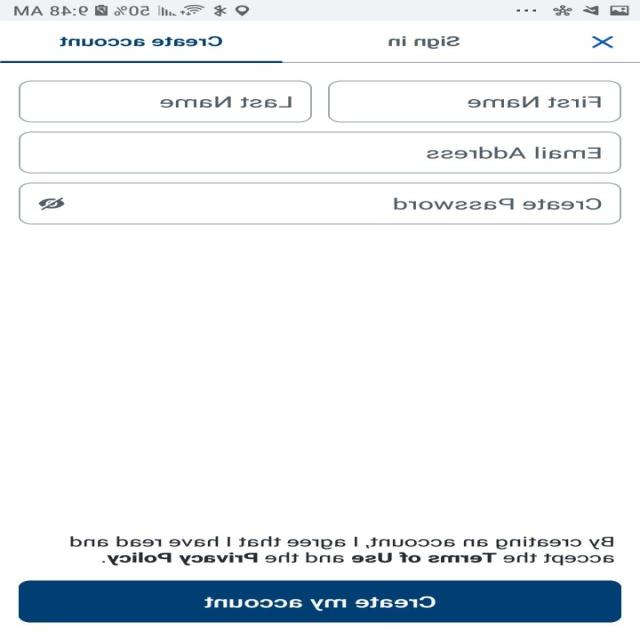 9:48 AM 50%
Sign in Create account
First Name Last Name
Email Address
Create Password
By creating an account, I agree that I have read and
accept the Terms of Use and the Privacy Policy.
Create my account